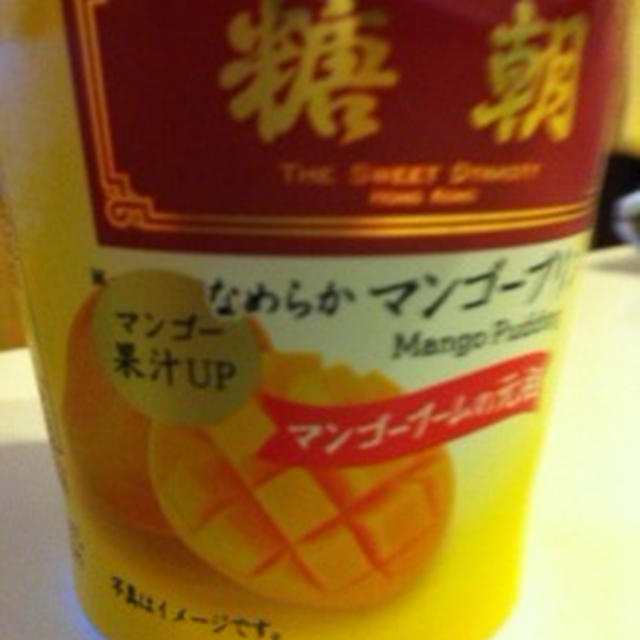 糖朝
THE SWEET DYNASTY
HONG KONG
なめらか マンゴープリ
Mango Pudding
マンゴー
果汁UP
マンゴーブームの元祖
写真はイメージです。